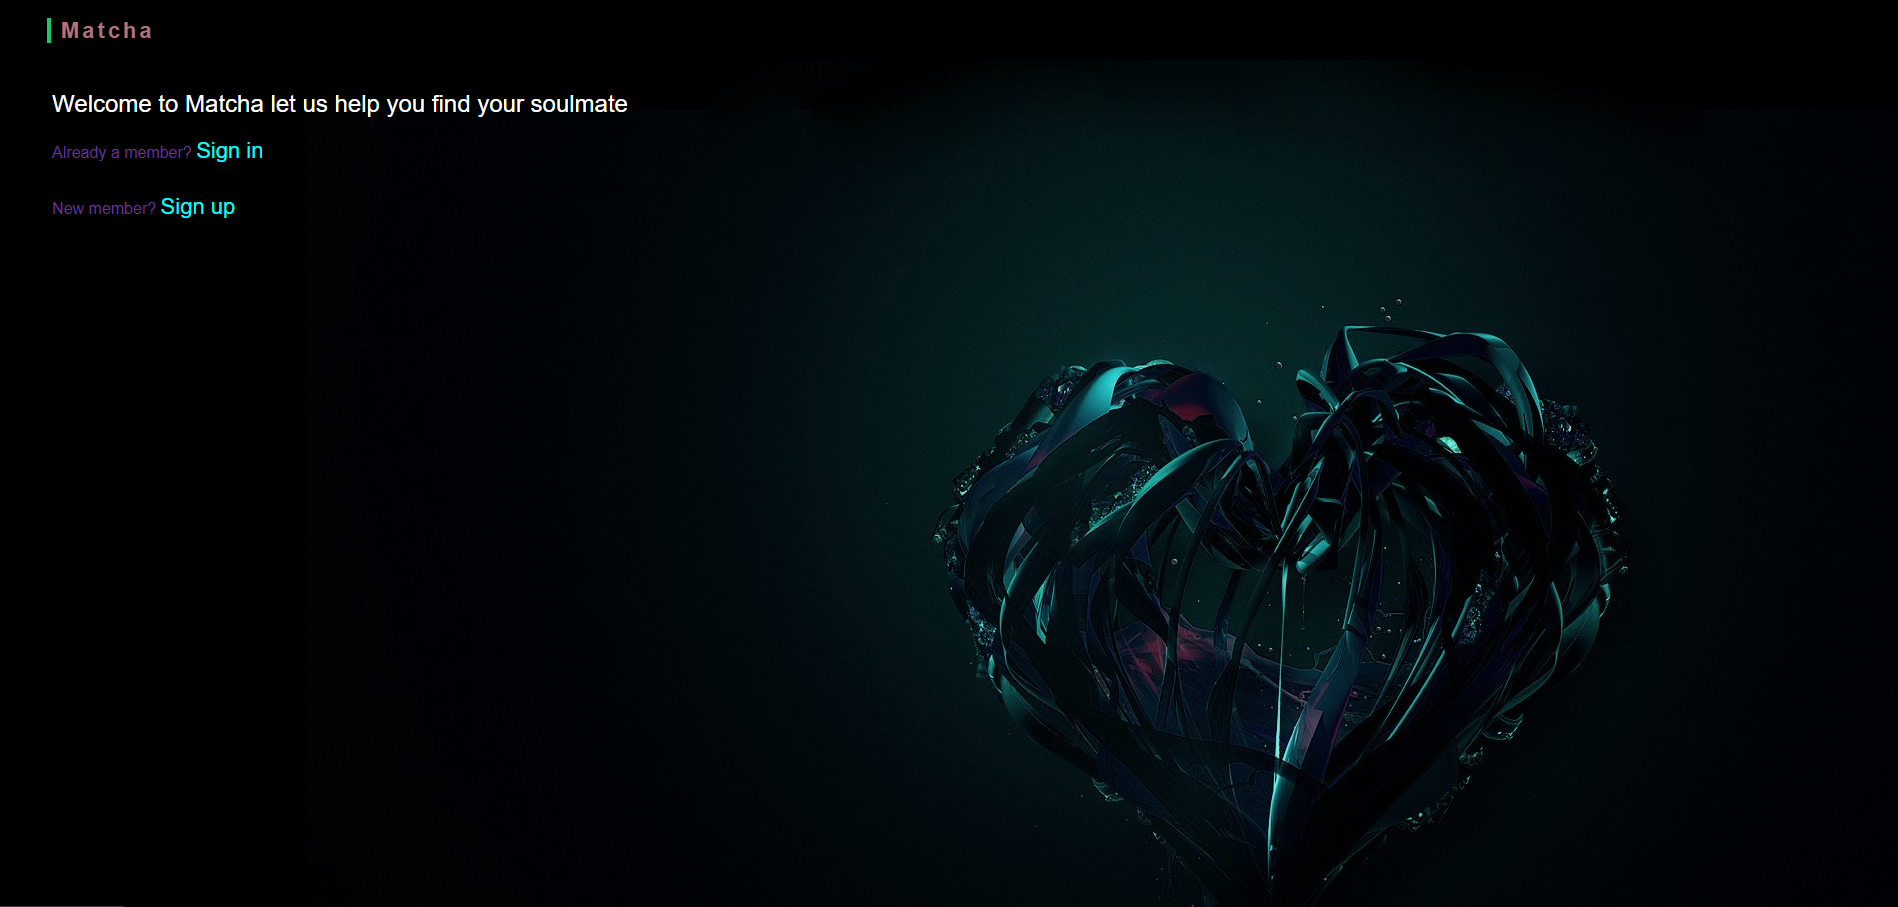 Matcha
Welcome to Matcha let us help you find your soulmate
Already a member? Sign in
New member? Sign up